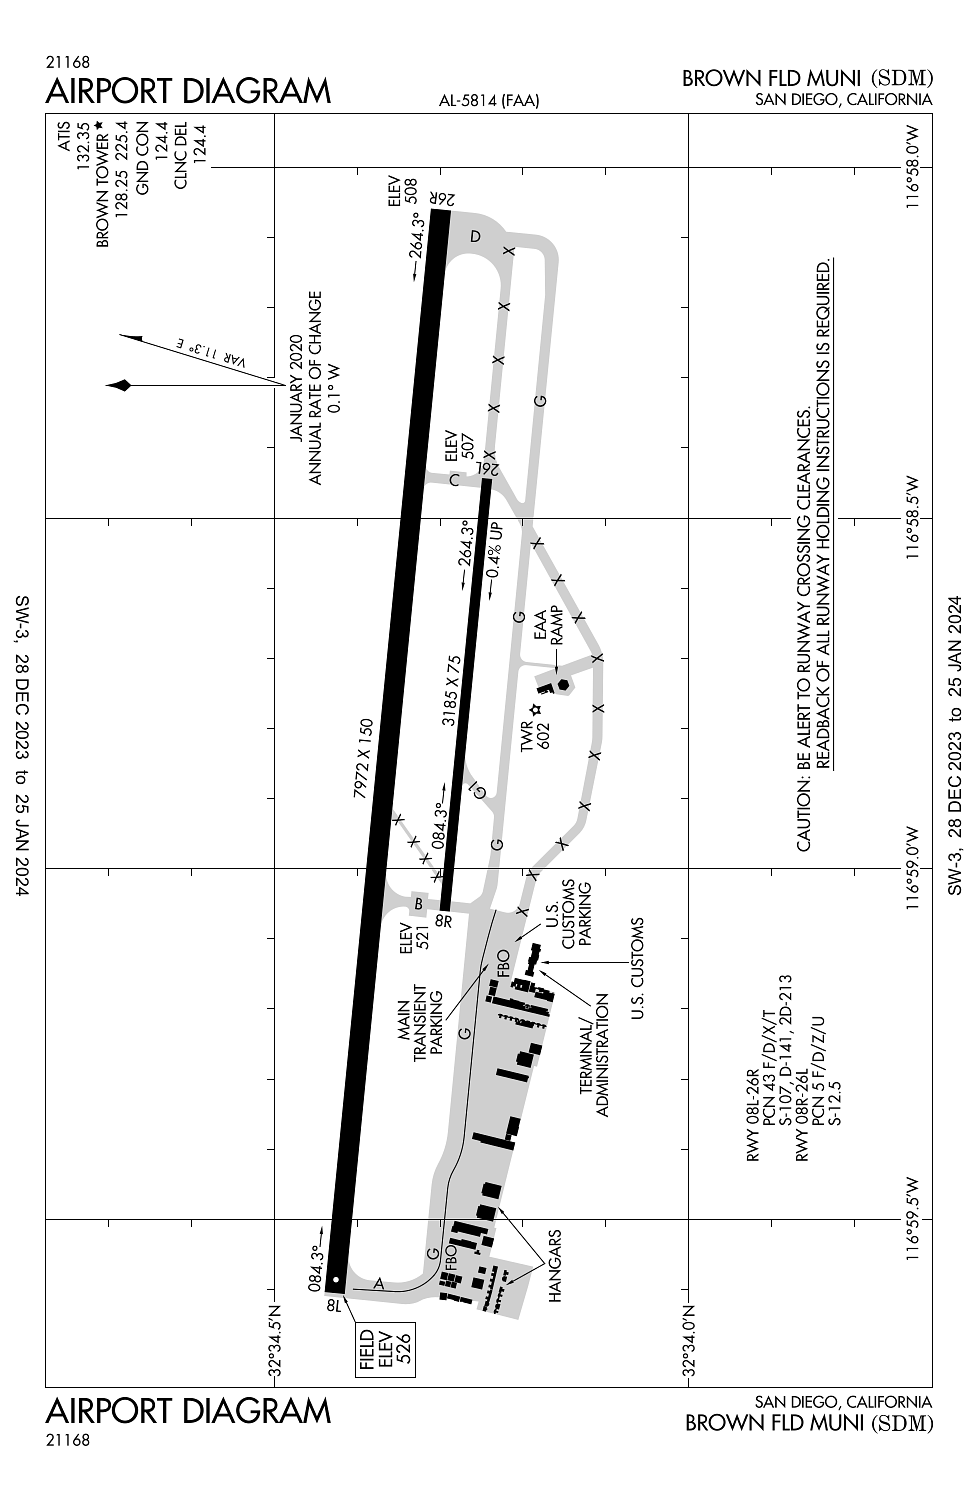 21168
AIRPORT DIAGRAM
AL-5814 (FAA)
BROWN FLD MUNI (SDM)
SAN DIEGO, CALIFORNIA
ATIS
132.35
BROWN TOWER ★
128.25 225.4
GND CON
124.4
CLNC DEL
124.4
VAR 11.3° E
JANUARY 2020
ANNUAL RATE OF CHANGE
0.1° W
ELEV
508
26R
264.3°
D
X
X
X
X
X
G
ELEV
507
26L
C
264.3°
0.4% UP
X
X
X
X
X
X
X
X
X
X
G
EAA
RAMP
TWR
602
7972 X 150
3185 X 75
G1
084.3°
X
X
X
X
G
B
8R
ELEV
521
U.S.
CUSTOMS
PARKING
FBO
MAIN
TRANSIENT
PARKING
G
U.S. CUSTOMS
TERMINAL/
ADMINISTRATION
084.3°
8L
A
G
FBO
HANGARS
FIELD
ELEV
526
CAUTION: BE ALERT TO RUNWAY CROSSING CLEARANCES.
READBACK OF ALL RUNWAY HOLDING INSTRUCTIONS IS REQUIRED.
RWY 08L-26R
PCN 43 F/D/X/T
S-107, D-141, 2D-213
RWY 08R-26L
PCN 5 F/D/Z/U
S-12.5
116°58.0'W
116°58.5'W
116°59.0'W
116°59.5'W
32°34.5'N
32°34.0'N
SW-3, 28 DEC 2023 to 25 JAN 2024
SW-3, 28 DEC 2023 to 25 JAN 2024
AIRPORT DIAGRAM
21168
SAN DIEGO, CALIFORNIA
BROWN FLD MUNI (SDM)